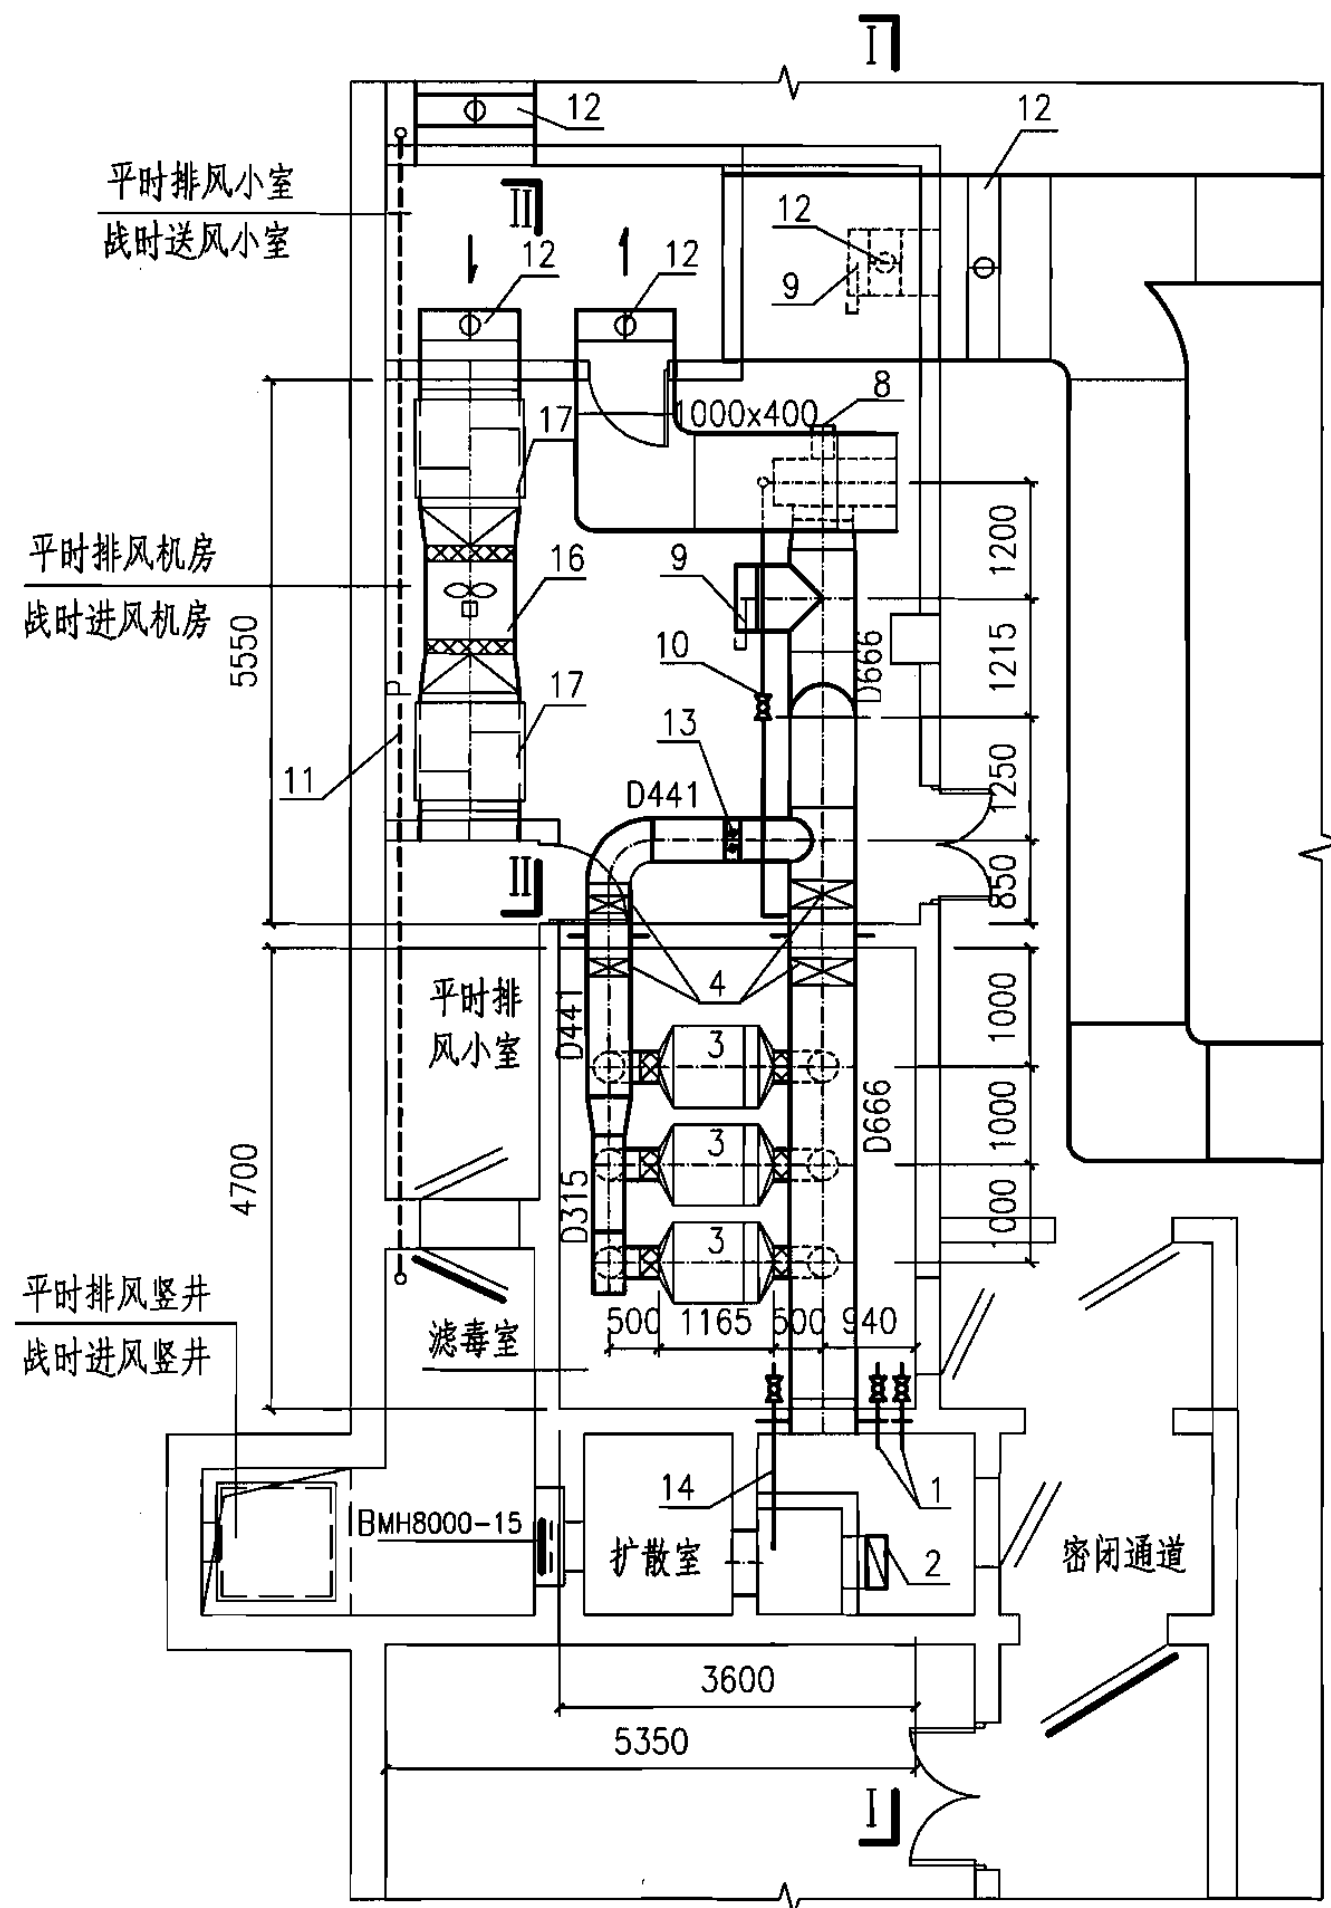 I
12
12
平时排风小室
战时送风小室
II
12
12
12
9
17
1000x400
8
平时排风机房
战时进风机房
16
9
1200
5550
10
D666
1215
P
17
11
13
D441
1250
II
850
平时排
风小室
4
D441
1000
3
D666
1000
3
4700
D315
1000
3
平时排风竖井
战时进风竖井
500
1165
500
940
滤毒室
14
1
BMH8000-15
扩散室
2
密闭通道
3600
5350
I